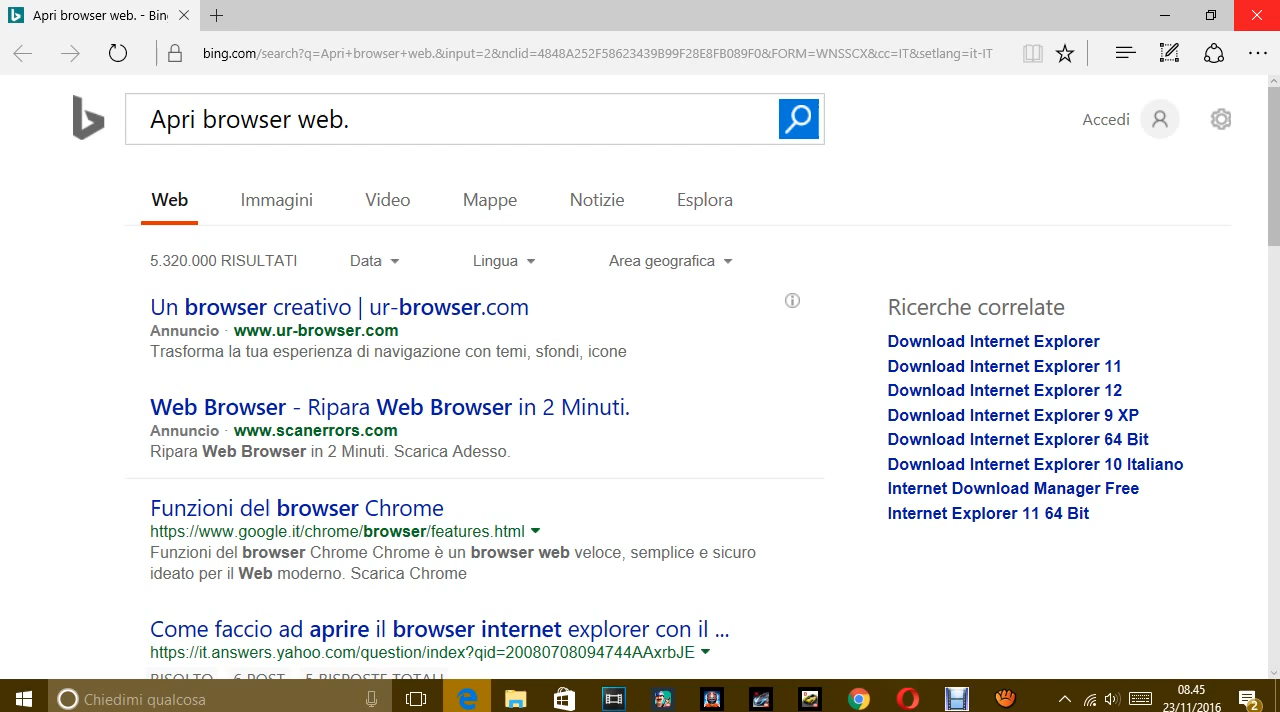 Apri browser web. - Bin
bing.com/search?q=Apri+browser+web.&input=2&nclid=4848A252F58623439B99F28E8FB089F0&FORM=WNSSCX&cc=IT&setlang=it-IT
Apri browser web.
Accedi
Web Immagini Video Mappe Notizie Esplora
5.320.000 RISULTATI Data Lingua Area geografica
Un browser creativo | ur-browser.com
Annuncio · www.ur-browser.com
Trasforma la tua esperienza di navigazione con temi, sfondi, icone
Web Browser - Ripara Web Browser in 2 Minuti.
Annuncio · www.scanerrors.com
Ripara Web Browser in 2 Minuti. Scarica Adesso.
Funzioni del browser Chrome
https://www.google.it/chrome/browser/features.html
Funzioni del browser Chrome Chrome è un browser web veloce, semplice e sicuro
ideato per il Web moderno. Scarica Chrome
Come faccio ad aprire il browser internet explorer con il ...
https://it.answers.yahoo.com/question/index?qid=20080708094744AAxrbJE
RISOLTO · 6 POST · 5 RISPOSTE TOTALI
Ricerche correlate
Download Internet Explorer
Download Internet Explorer 11
Download Internet Explorer 12
Download Internet Explorer 9 XP
Download Internet Explorer 64 Bit
Download Internet Explorer 10 Italiano
Internet Download Manager Free
Internet Explorer 11 64 Bit
Chiedimi qualcosa
08.45
23/11/2016
2